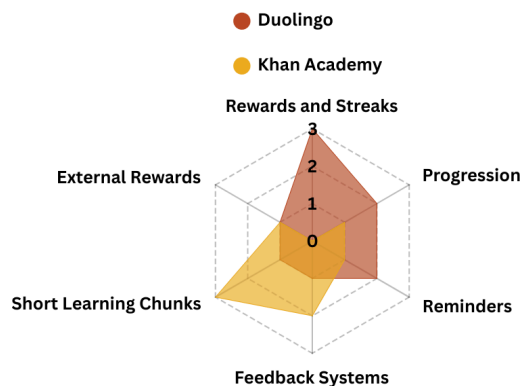 Duolingo
Khan Academy
Rewards and Streaks
3
External Rewards
Progression
2
1
0
Short Learning Chunks
Reminders
Feedback Systems